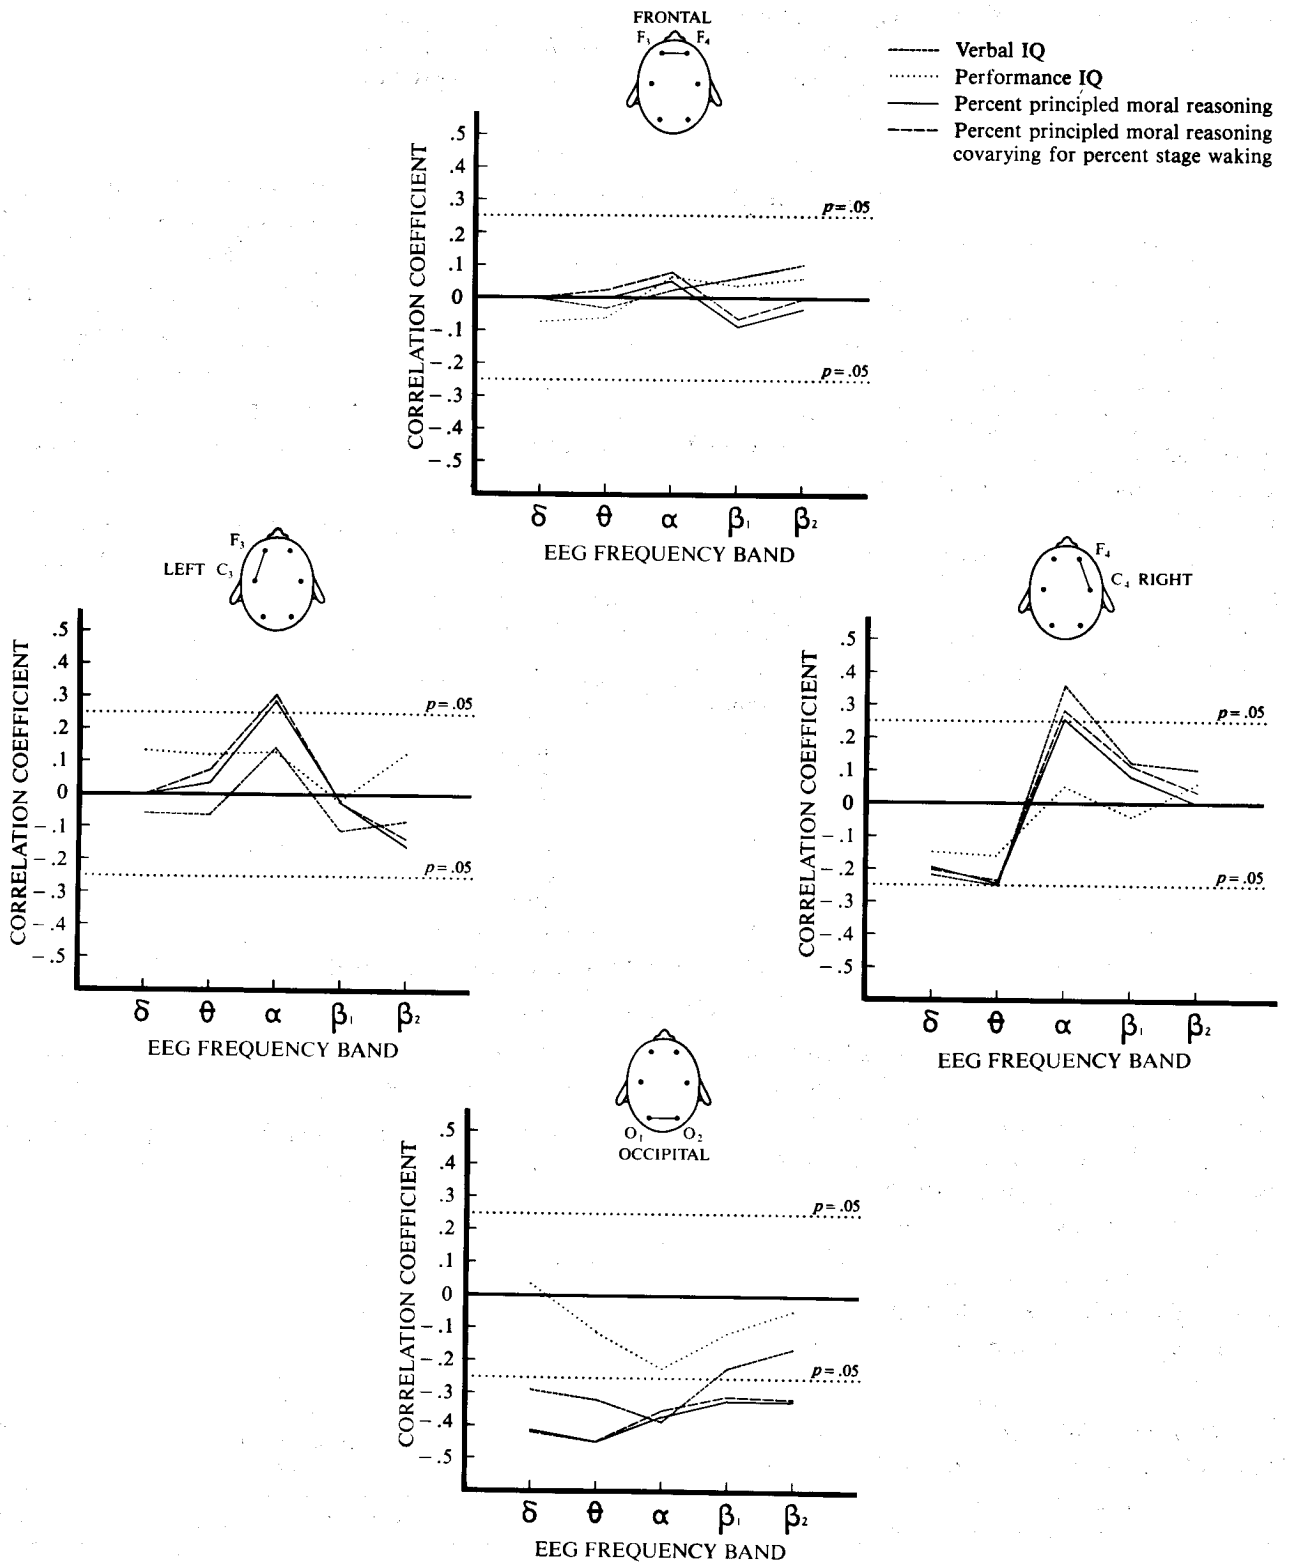 FRONTAL
F₃ F₄
Verbal IQ
Performance IQ
Percent principled moral reasoning
Percent principled moral reasoning
covarying for percent stage waking
CORRELATION COEFFICIENT
.5
.4
.3
.2
.1
0
– .1
– .2
– .3
– .4
– .5
p = .05
p = .05
δ θ α β₁ β₂
EEG FREQUENCY BAND
F₃
LEFT C₃
CORRELATION COEFFICIENT
.5
.4
.3
.2
.1
0
– .1
– .2
– .3
– .4
– .5
p = .05
p = .05
δ θ α β₁ β₂
EEG FREQUENCY BAND
F₄
C₄ RIGHT
CORRELATION COEFFICIENT
.5
.4
.3
.2
.1
0
– .1
– .2
– .3
– .4
– .5
p = .05
p = .05
δ θ α β₁ β₂
EEG FREQUENCY BAND
O₁ O₂
OCCIPITAL
CORRELATION COEFFICIENT
.5
.4
.3
.2
.1
0
– .1
– .2
– .3
– .4
– .5
p = .05
p = .05
δ θ α β₁ β₂
EEG FREQUENCY BAND